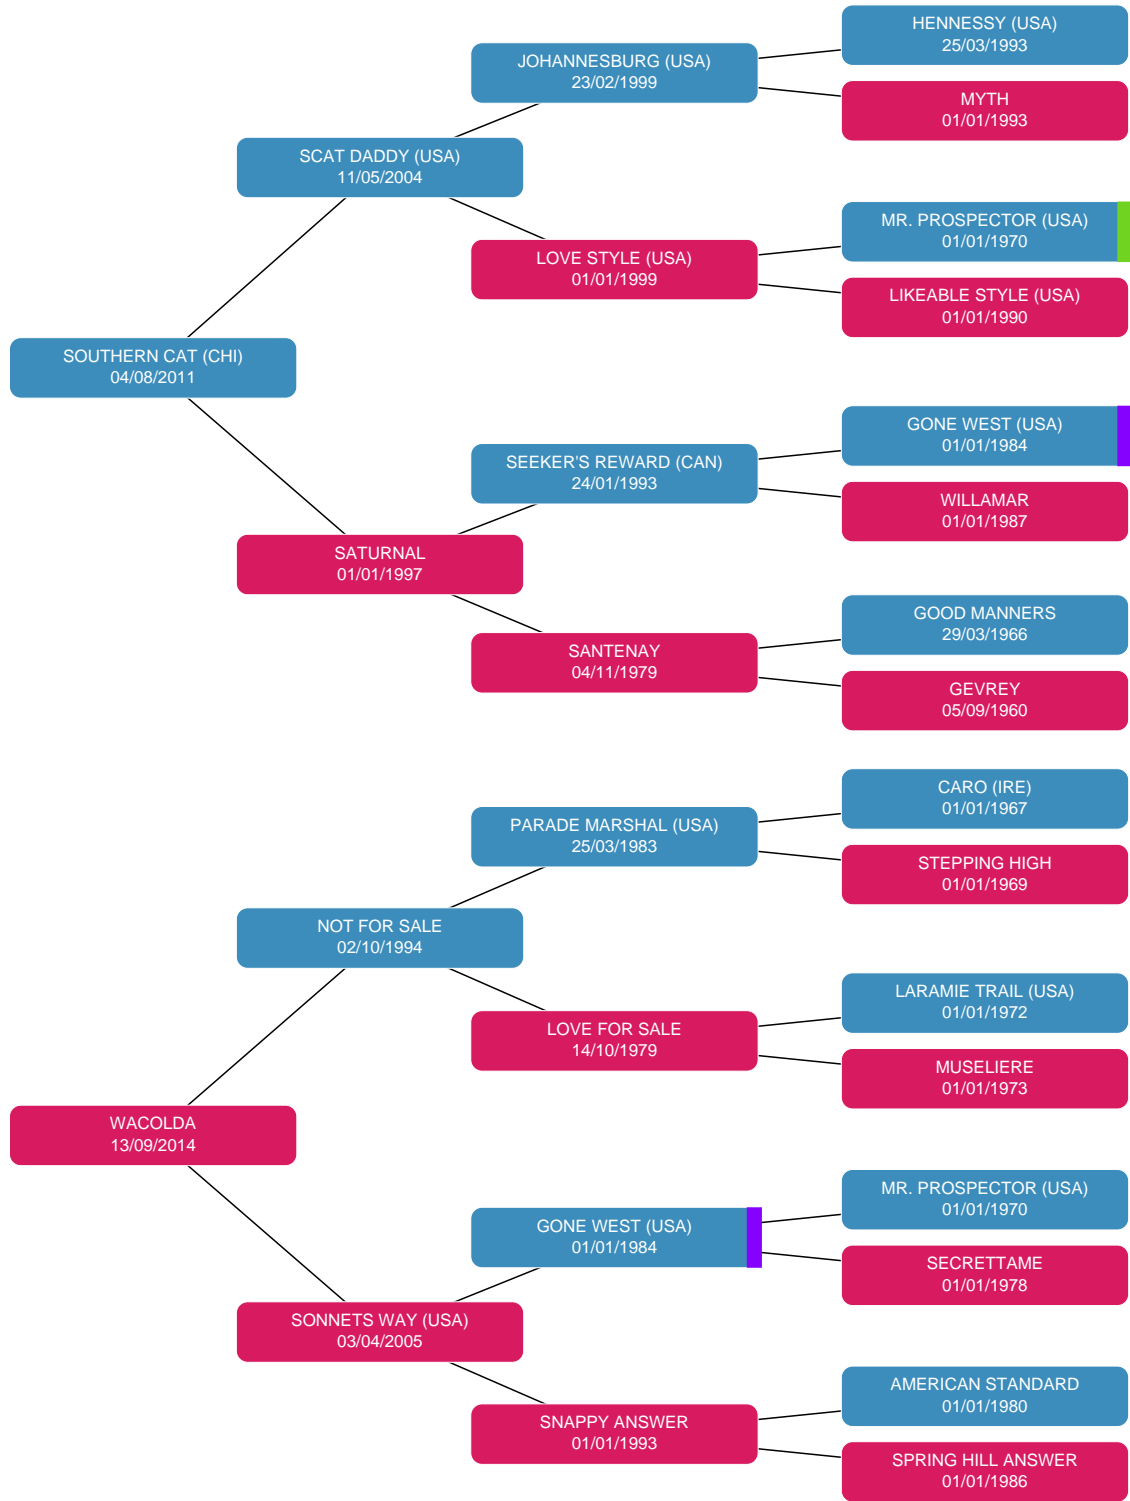 HENNESSY (USA)
25/03/1993
JOHANNESBURG (USA)
23/02/1999
MYTH
01/01/1993
SCAT DADDY (USA)
11/05/2004
MR. PROSPECTOR (USA)
01/01/1970
LOVE STYLE (USA)
01/01/1999
LIKEABLE STYLE (USA)
01/01/1990
SOUTHERN CAT (CHI)
04/08/2011
GONE WEST (USA)
01/01/1984
SEEKER'S REWARD (CAN)
24/01/1993
WILLAMAR
01/01/1987
SATURNAL
01/01/1997
GOOD MANNERS
29/03/1966
SANTENAY
04/11/1979
GEVREY
05/09/1960
CARO (IRE)
01/01/1967
PARADE MARSHAL (USA)
25/03/1983
STEPPING HIGH
01/01/1969
NOT FOR SALE
02/10/1994
LARAMIE TRAIL (USA)
01/01/1972
LOVE FOR SALE
14/10/1979
MUSELIERE
01/01/1973
WACOLDA
13/09/2014
MR. PROSPECTOR (USA)
01/01/1970
GONE WEST (USA)
01/01/1984
SECRETTAME
01/01/1978
SONNETS WAY (USA)
03/04/2005
AMERICAN STANDARD
01/01/1980
SNAPPY ANSWER
01/01/1993
SPRING HILL ANSWER
01/01/1986